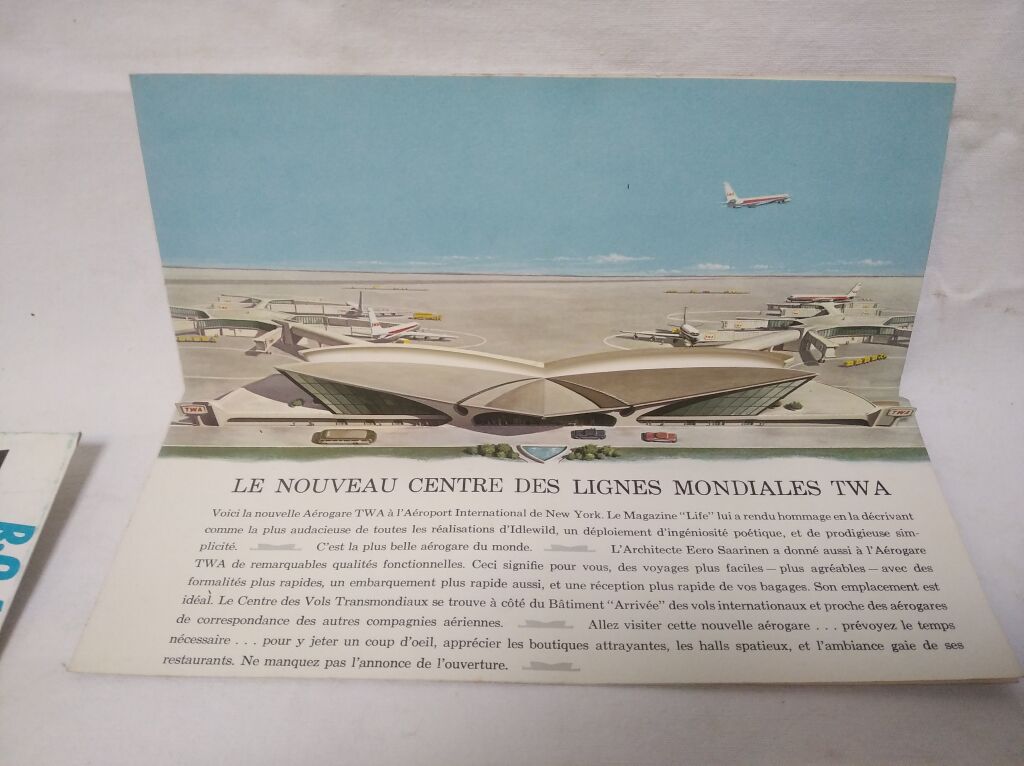 TWA
TWA
LE NOUVEAU CENTRE DES LIGNES MONDIALES TWA
Voici la nouvelle Aérogare TWA à l'Aéroport International de New York. Le Magazine "Life" lui a rendu hommage en la décrivant
comme la plus audacieuse de toutes les réalisations d'Idlewild, un déploiement d'ingéniosité poétique, et de prodigieuse sim-
plicité. C'est la plus belle aérogare du monde. L'Architecte Eero Saarinen a donné aussi à l'Aérogare
TWA de remarquables qualités fonctionnelles. Ceci signifie pour vous, des voyages plus faciles — plus agréables — avec des
formalités plus rapides, un embarquement plus rapide aussi, et une réception plus rapide de vos bagages. Son emplacement est
idéal. Le Centre des Vols Transmondiaux se trouve à côté du Bâtiment "Arrivée" des vols internationaux et proche des aérogares
de correspondance des autres compagnies aériennes. Allez visiter cette nouvelle aérogare . . . prévoyez le temps
nécessaire . . . pour y jeter un coup d'oeil, apprécier les boutiques attrayantes, les halls spatieux, et l'ambiance gaie de ses
restaurants. Ne manquez pas l'annonce de l'ouverture.